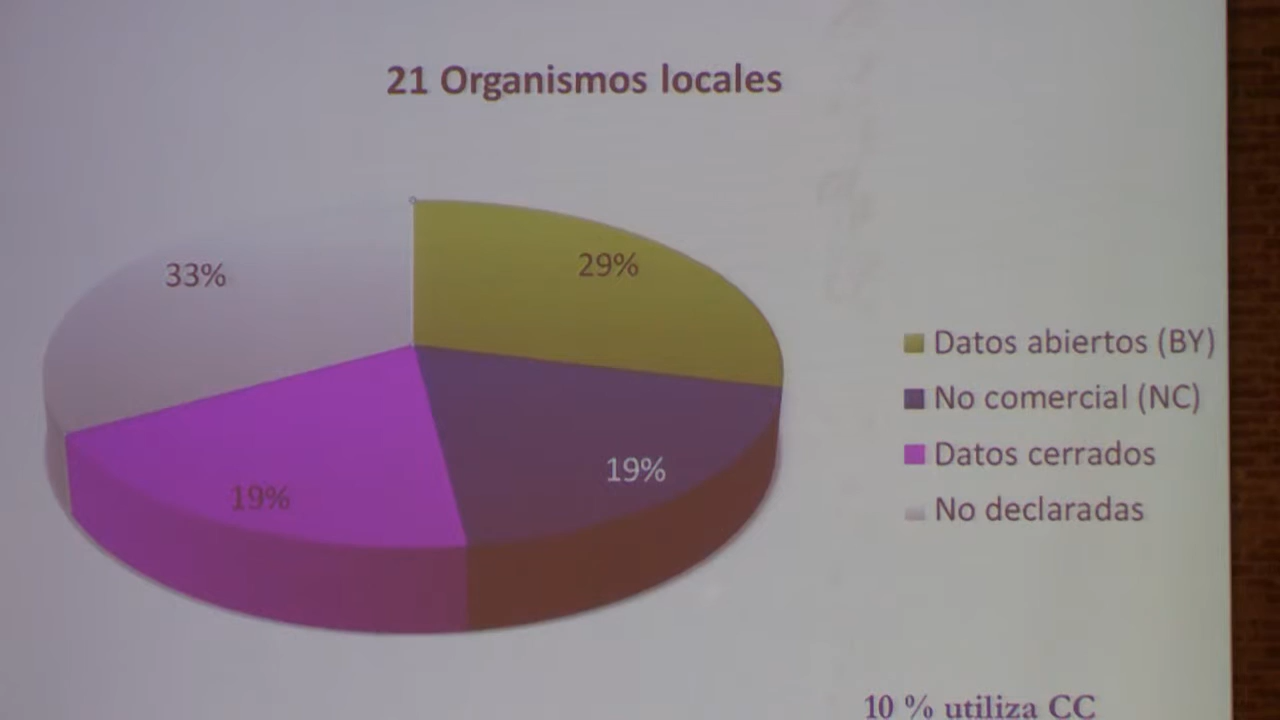 21 Organismos locales
33%
29%
19%
19%
Datos abiertos (BY)
No comercial (NC)
Datos cerrados
No declaradas
10 % utiliza CC